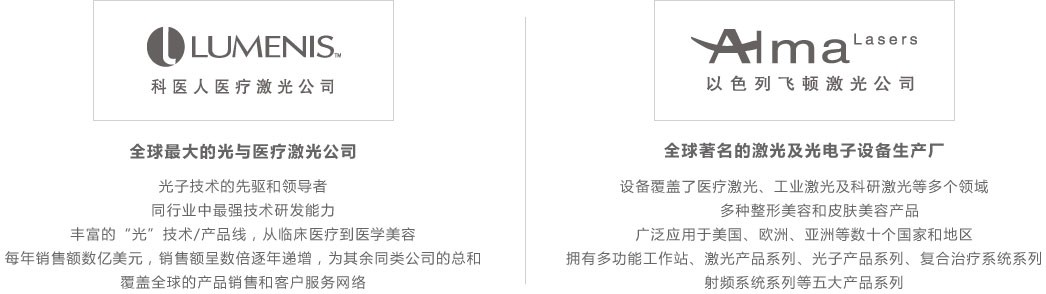 LUMENIS™
科医人医疗激光公司
全球最大的光与医疗激光公司
光子技术的先驱和领导者
同行业中最强技术研发能力
丰富的“光”技术/产品线，从临床医疗到医学美容
每年销售额数亿美元，销售额呈数倍逐年递增，为其余同类公司的总和
覆盖全球的产品销售和客户服务网络
Alma Lasers
以色列飞顿激光公司
全球著名的激光及光电子设备生产厂
设备覆盖了医疗激光、工业激光及科研激光等多个领域
多种整形美容和皮肤美容产品
广泛应用于美国、欧洲、亚洲等数十个国家和地区
拥有多功能工作站、激光产品系列、光子产品系列、复合治疗系统系列
射频系统系列等五大产品系列